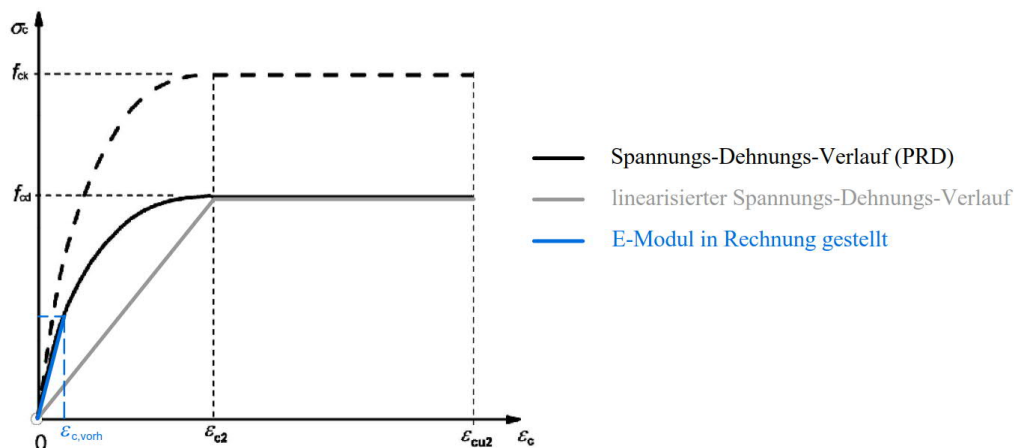 σc
fck
fcd
0
εc,vorh
εc2
εcu2
εc
Spannungs-Dehnungs-Verlauf (PRD)
linearisierter Spannungs-Dehnungs-Verlauf
E-Modul in Rechnung gestellt